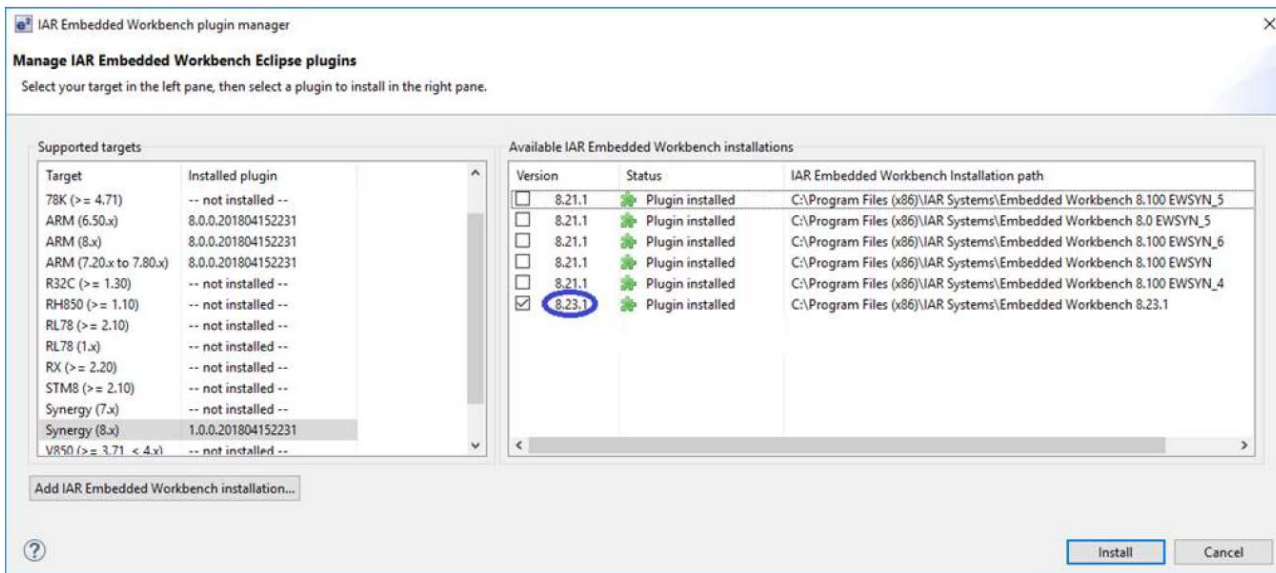 e² IAR Embedded Workbench plugin manager
Manage IAR Embedded Workbench Eclipse plugins
Select your target in the left pane, then select a plugin to install in the right pane.
Supported targets
Target Installed plugin
78K (>= 4.71) -- not installed --
ARM (6.50.x) 8.0.0.201804152231
ARM (8.x) 8.0.0.201804152231
ARM (7.20.x to 7.80.x) 8.0.0.201804152231
R32C (>= 1.30) -- not installed --
RH850 (>= 1.10) -- not installed --
RL78 (>= 2.10) -- not installed --
RL78 (1.x) -- not installed --
RX (>= 2.20) -- not installed --
STM8 (>= 2.10) -- not installed --
Synergy (7.x) -- not installed --
Synergy (8.x) 1.0.0.201804152231
V850 (>= 3.71 < 4.x) -- not installed --
Add IAR Embedded Workbench installation...
Available IAR Embedded Workbench installations
Version Status IAR Embedded Workbench Installation path
8.21.1 Plugin installed C:\Program Files (x86)\IAR Systems\Embedded Workbench 8.100 EWSYN_5
8.21.1 Plugin installed C:\Program Files (x86)\IAR Systems\Embedded Workbench 8.0 EWSYN_5
8.21.1 Plugin installed C:\Program Files (x86)\IAR Systems\Embedded Workbench 8.100 EWSYN_6
8.21.1 Plugin installed C:\Program Files (x86)\IAR Systems\Embedded Workbench 8.100 EWSYN
8.21.1 Plugin installed C:\Program Files (x86)\IAR Systems\Embedded Workbench 8.100 EWSYN_4
8.23.1 Plugin installed C:\Program Files (x86)\IAR Systems\Embedded Workbench 8.23.1
?
Install Cancel